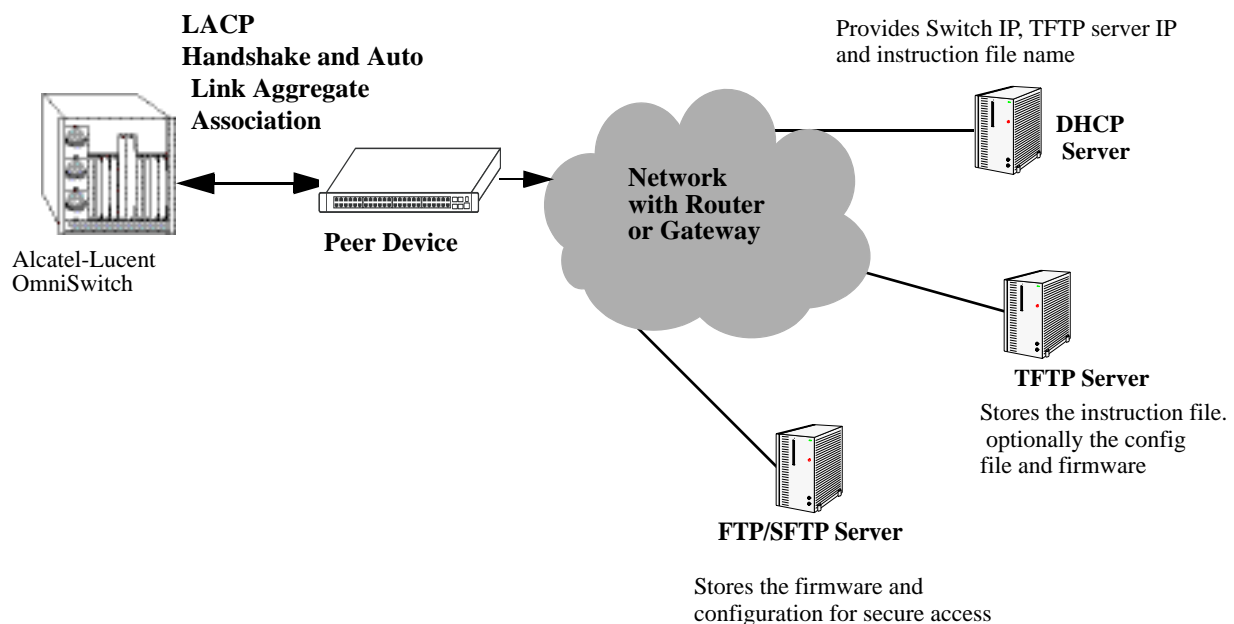 LACP
Handshake and Auto
Link Aggregate
Association
Provides Switch IP, TFTP server IP
and instruction file name
DHCP
Server
Network
with Router
or Gateway
Peer Device
Alcatel-Lucent
OmniSwitch
TFTP Server
Stores the instruction file.
optionally the config
file and firmware
FTP/SFTP Server
Stores the firmware and
configuration for secure access